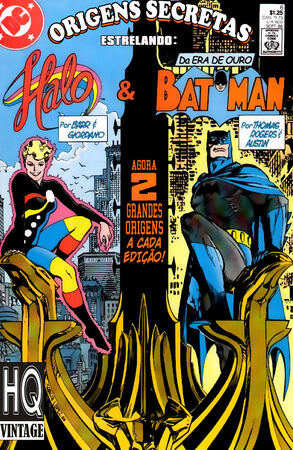 DC
ORIGENS SECRETAS
ESTRELANDO:
Halo
&
Da ERA DE OURO
BATMAN
Por BARR &
GIORDANO
Por THOMAS,
ROGERS &
AUSTIN
AGORA
2
GRANDES
ORIGENS
A CADA
EDIÇÃO!
6
$1.25
HQ
VINTAGE